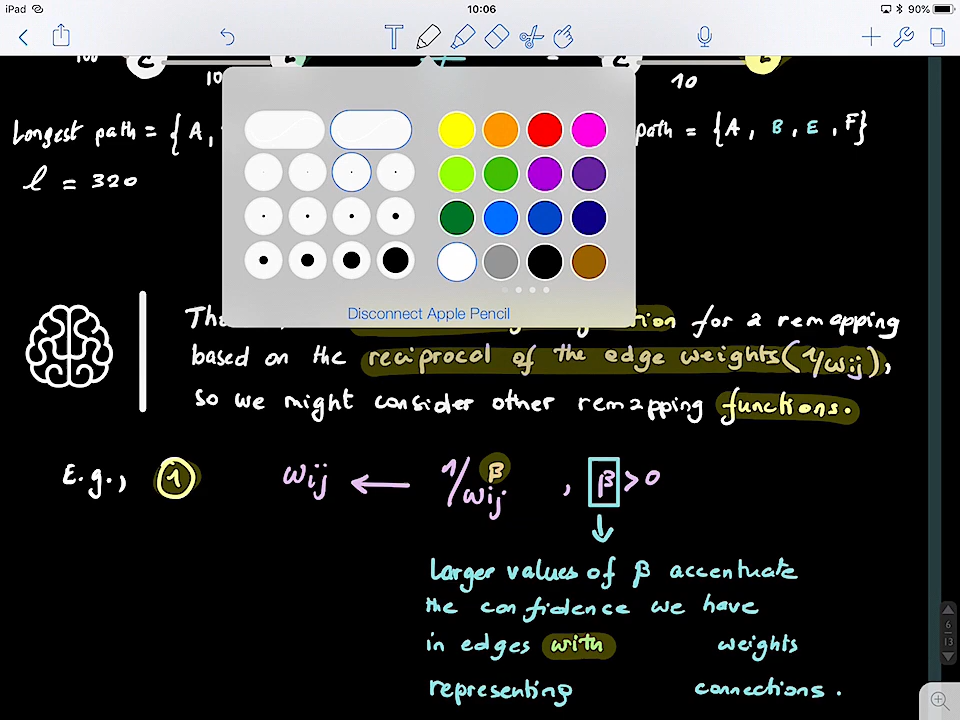 iPad 10:06 90%
T
10
10
Longest path = {A, path = {A, B, E, F}
l = 320
Disconnect Apple Pencil
for a remapping
based on the reciprocal of the edge weights (1/wij),
so we might consider other remapping functions.
E.g., 1 wij ← 1/wij^β , β > 0
↓
Larger values of β accentuate
the confidence we have
in edges with weights
representing connections.
6
13